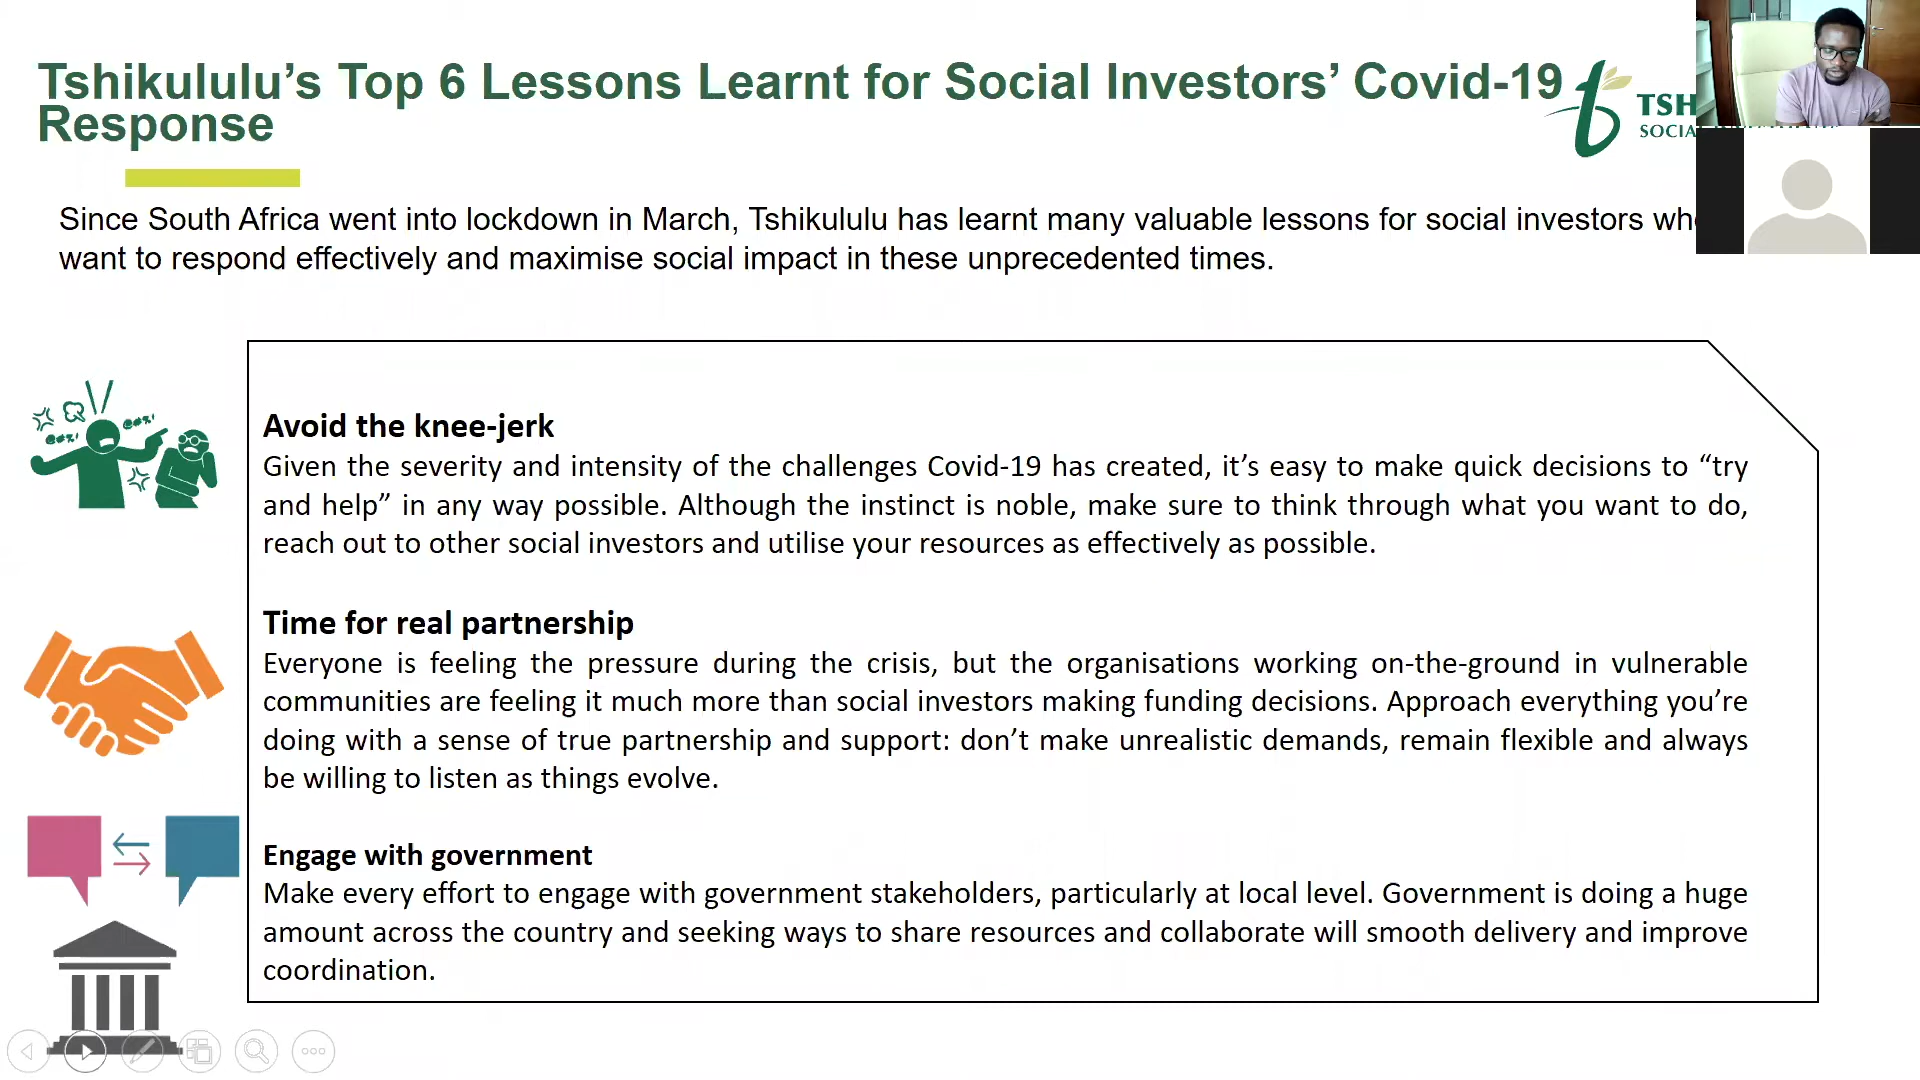 Tshikululu’s Top 6 Lessons Learnt for Social Investors’ Covid-19
Response
TSH
SOCIA
Since South Africa went into lockdown in March, Tshikululu has learnt many valuable lessons for social investors
want to respond effectively and maximise social impact in these unprecedented times.
@#%!
@#%!
Avoid the knee-jerk
Given the severity and intensity of the challenges Covid-19 has created, it’s easy to make quick decisions to “try
and help” in any way possible. Although the instinct is noble, make sure to think through what you want to do,
reach out to other social investors and utilise your resources as effectively as possible.
Time for real partnership
Everyone is feeling the pressure during the crisis, but the organisations working on-the-ground in vulnerable
communities are feeling it much more than social investors making funding decisions. Approach everything you’re
doing with a sense of true partnership and support: don’t make unrealistic demands, remain flexible and always
be willing to listen as things evolve.
Engage with government
Make every effort to engage with government stakeholders, particularly at local level. Government is doing a huge
amount across the country and seeking ways to share resources and collaborate will smooth delivery and improve
coordination.